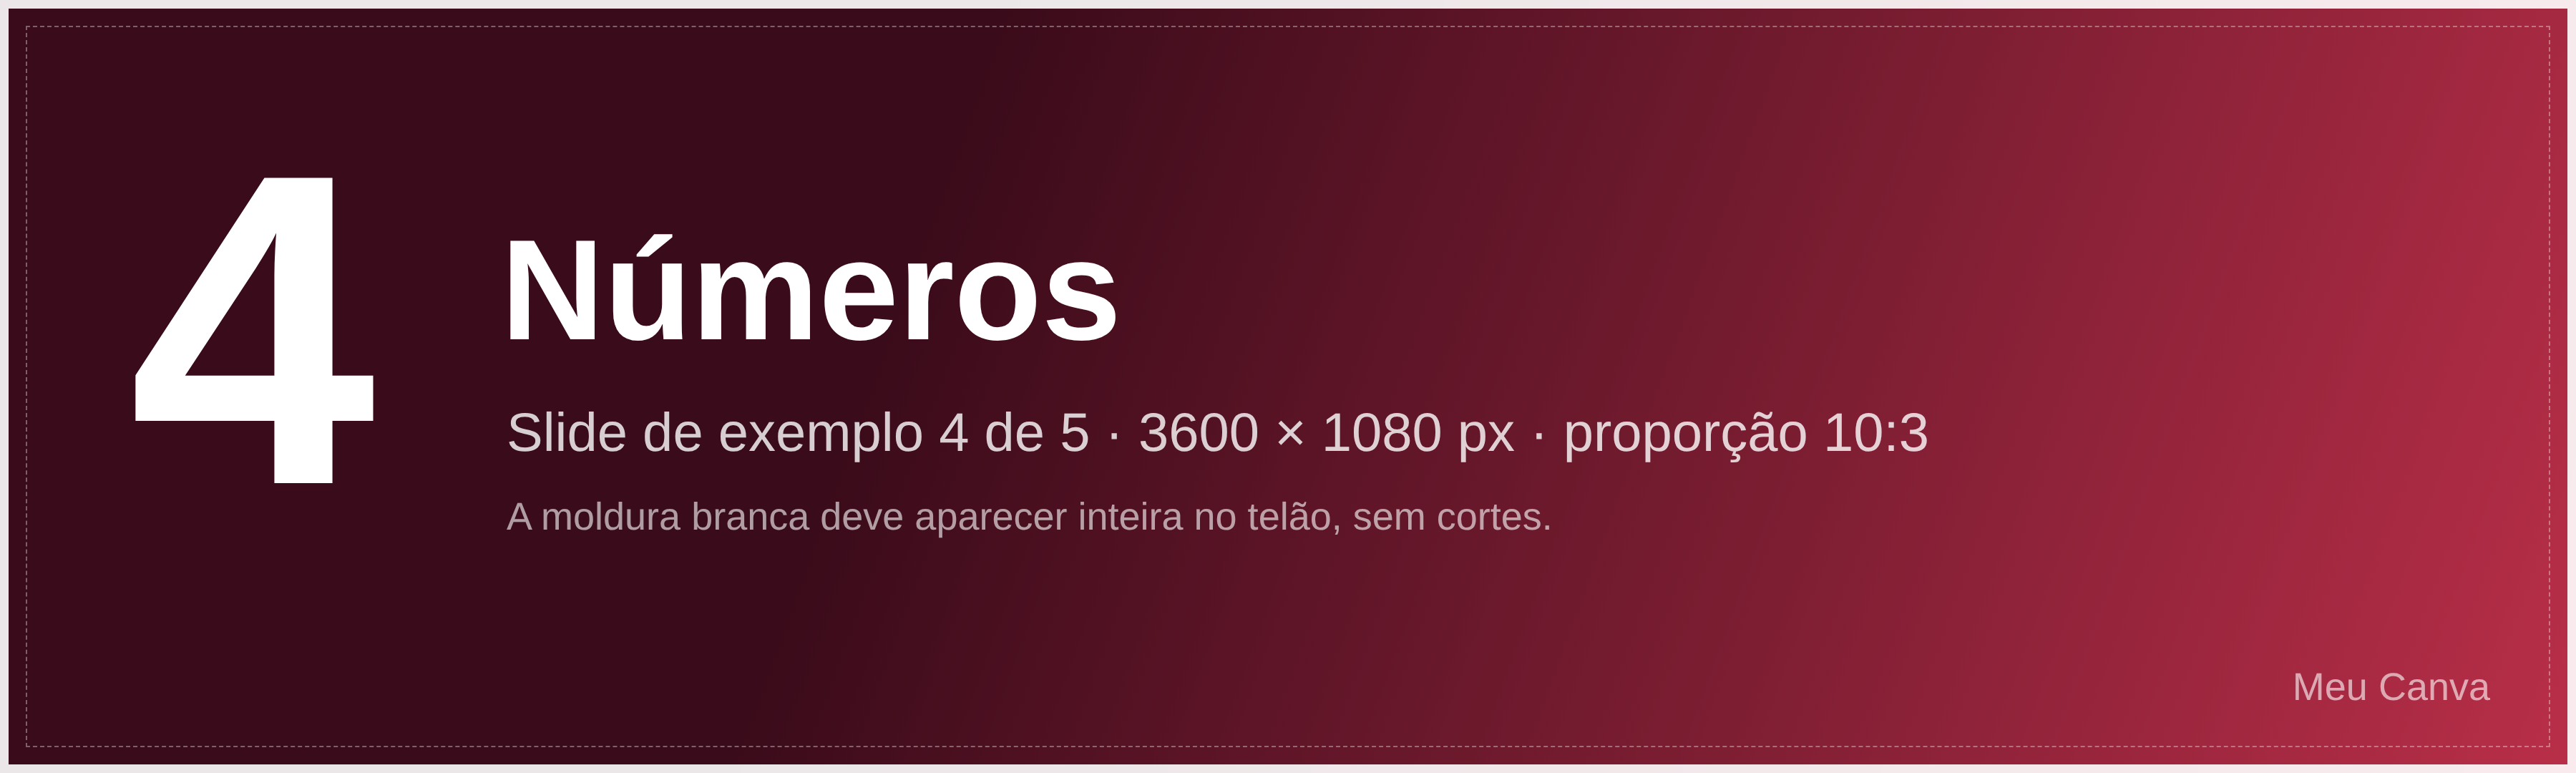 4
Números
Slide de exemplo 4 de 5 · 3600 × 1080 px · proporção 10:3
A moldura branca deve aparecer inteira no telão, sem cortes.
Meu Canva